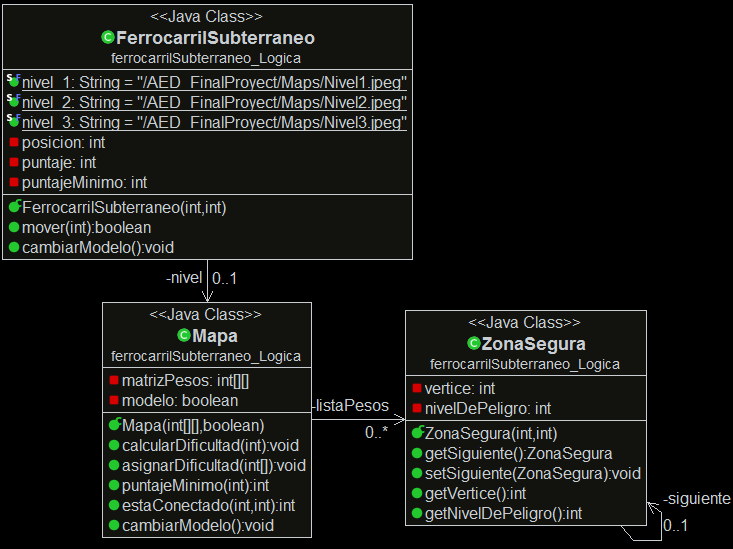 <<Java Class>>
FerrocarrilSubterraneo
ferrocarrilSubterraneo_Logica
nivel_1: String = "/AED_FinalProyect/Maps/Nivel1.jpeg"
nivel_2: String = "/AED_FinalProyect/Maps/Nivel2.jpeg"
nivel_3: String = "/AED_FinalProyect/Maps/Nivel3.jpeg"
posicion: int
puntaje: int
puntajeMinimo: int
FerrocarrilSubterraneo(int,int)
mover(int):boolean
cambiarModelo():void
-nivel 0..1
<<Java Class>>
Mapa
ferrocarrilSubterraneo_Logica
matrizPesos: int[][]
modelo: boolean
Mapa(int[][],boolean)
calcularDificultad(int):void
asignarDificultad(int[]):void
puntajeMinimo(int):int
estaConectado(int,int):int
cambiarModelo():void
-listaPesos
0..*
<<Java Class>>
ZonaSegura
ferrocarrilSubterraneo_Logica
vertice: int
nivelDePeligro: int
ZonaSegura(int,int)
getSiguiente():ZonaSegura
setSiguiente(ZonaSegura):void
getVertice():int
getNivelDePeligro():int
-siguiente
0..1